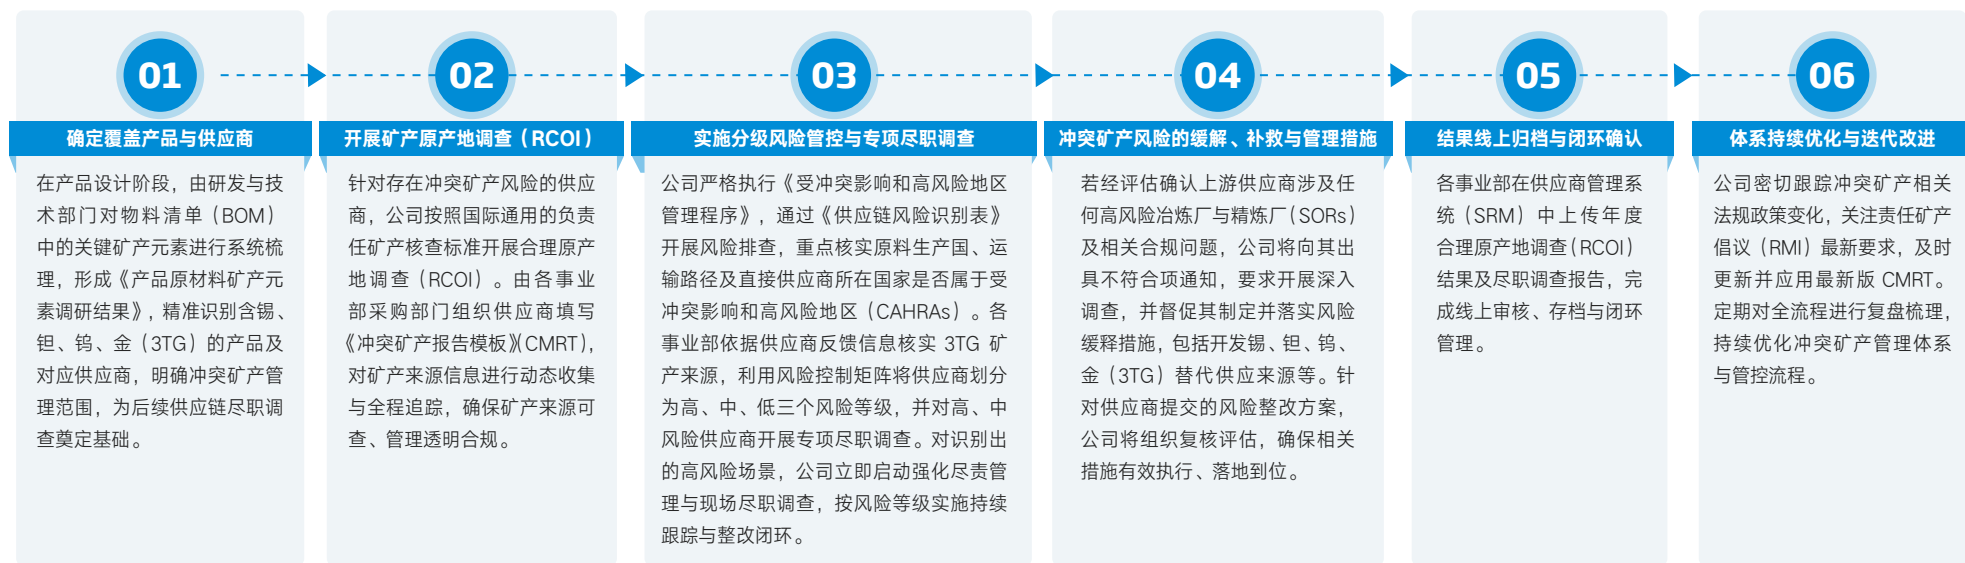 01
确定覆盖产品与供应商
在产品设计阶段，由研发与技
术部门对物料清单（BOM）
中的关键矿产元素进行系统梳
理，形成《产品原材料矿产元
素调研结果》，精准识别含锡、
钽、钨、金（3TG）的产品及
对应供应商，明确冲突矿产管
理范围，为后续供应链尽职调
查奠定基础。
02
开展矿产原产地调查（RCOI）
针对存在冲突矿产风险的供应
商，公司按照国际通用的负责
任矿产核查标准开展合理原产
地调查（RCOI）。由各事业
部采购部门组织供应商填写
《冲突矿产报告模板》（CMRT），
对矿产来源信息进行动态收集
与全程追踪，确保矿产来源可
查、管理透明合规。
03
实施分级风险管控与专项尽职调查
公司严格执行《受冲突影响和高风险地区
管理程序》，通过《供应链风险识别表》
开展风险排查，重点核实原料生产国、运
输路径及直接供应商所在国家是否属于受
冲突影响和高风险地区（CAHRAs）。各
事业部依据供应商反馈信息核实 3TG 矿
产来源，利用风险控制矩阵将供应商划分
为高、中、低三个风险等级，并对高、中
风险供应商开展专项尽职调查。对识别出
的高风险场景，公司立即启动强化尽责管
理与现场尽职调查，按风险等级实施持续
跟踪与整改闭环。
04
冲突矿产风险的缓解、补救与管理措施
若经评估确认上游供应商涉及任
何高风险冶炼厂与精炼厂（SORs）
及相关合规问题，公司将向其出
具不符合项通知，要求开展深入
调查，并督促其制定并落实风险
缓释措施，包括开发锡、钽、钨、
金（3TG）替代供应来源等。针
对供应商提交的风险整改方案，
公司将组织复核评估，确保相关
措施有效执行、落地到位。
05
结果线上归档与闭环确认
各事业部在供应商管理系
统（SRM）中上传年度
合理原产地调查（RCOI）
结果及尽职调查报告，完
成线上审核、存档与闭环
管理。
06
体系持续优化与迭代改进
公司密切跟踪冲突矿产相关
法规政策变化，关注责任矿产
倡议（RMI）最新要求，及时
更新并应用最新版 CMRT。
定期对全流程进行复盘梳理，
持续优化冲突矿产管理体系
与管控流程。